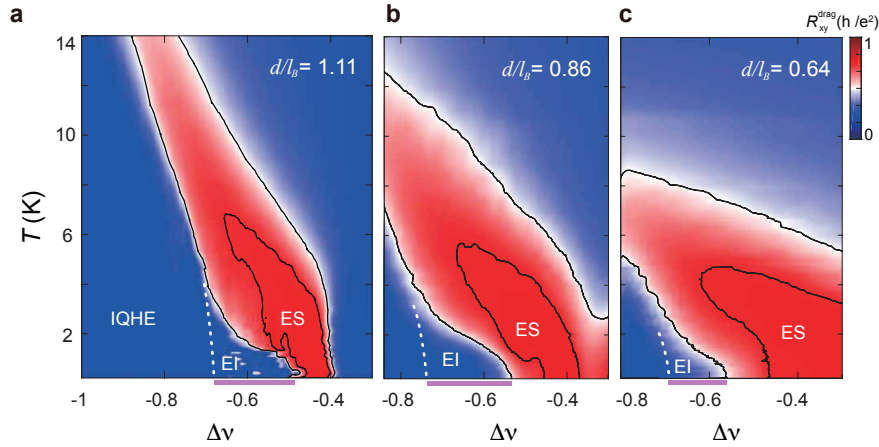 a
b
c
R_xy^drag (h /e²)
d/l_B = 1.11
d/l_B = 0.86
d/l_B = 0.64
1
0
14
10
6
2
T (K)
IQHE
EI
ES
EI
ES
EI
ES
-1
-0.8
-0.6
-0.4
-0.8
-0.6
-0.4
-0.8
-0.6
-0.4
Δν
Δν
Δν